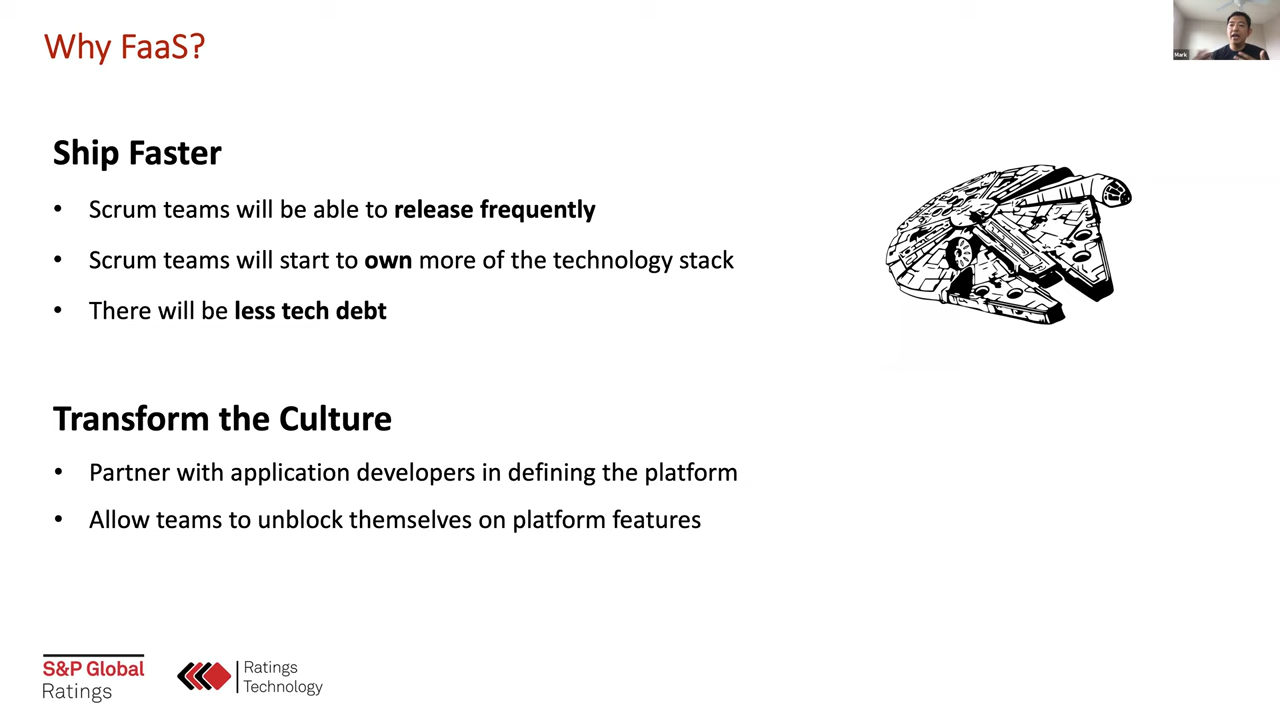 Why FaaS?
Mark
Ship Faster
• Scrum teams will be able to release frequently
• Scrum teams will start to own more of the technology stack
• There will be less tech debt
Transform the Culture
• Partner with application developers in defining the platform
• Allow teams to unblock themselves on platform features
S&P Global
Ratings
Ratings
Technology